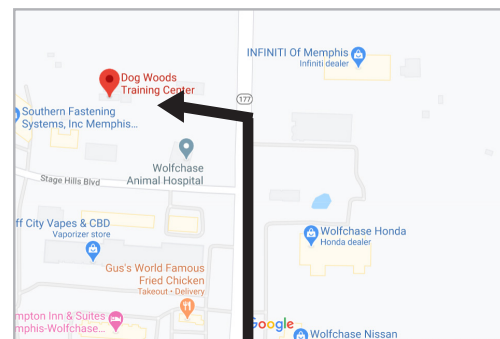 INFINITI Of Memphis
Infiniti dealer
Dog Woods
Training Center
177
Southern Fastening
Systems, Inc Memphis...
Wolfchase
Animal Hospital
Stage Hills Blvd
ff City Vapes & CBD
Vaporizer store
Wolfchase Honda
Honda dealer
Gus's World Famous
Fried Chicken
Takeout • Delivery
mpton Inn & Suites
mphis-Wolfchase...
Google
Wolfchase Nissan